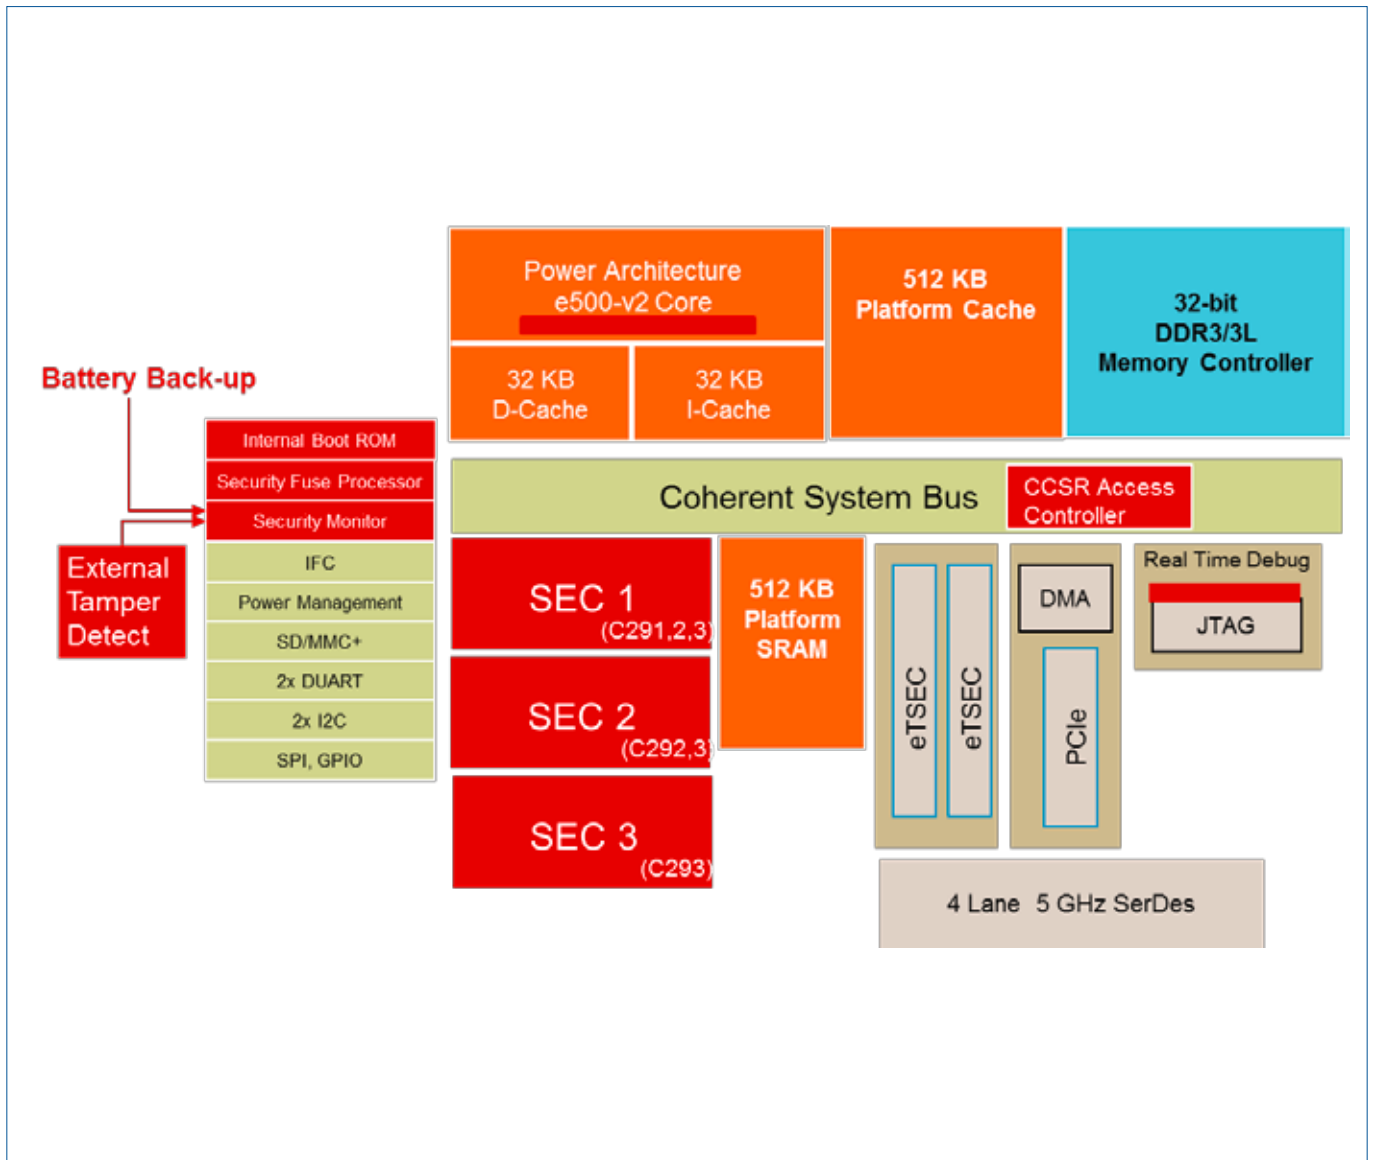 Power Architecture
e500-v2 Core
32 KB
D-Cache
32 KB
I-Cache
512 KB
Platform Cache
32-bit
DDR3/3L
Memory Controller
Battery Back-up
Internal Boot ROM
Security Fuse Processor
Security Monitor
IFC
Power Management
SD/MMC+
2x DUART
2x I2C
SPI, GPIO
External
Tamper
Detect
Coherent System Bus
CCSR Access
Controller
SEC 1
(C291,2,3)
SEC 2
(C292,3)
SEC 3
(C293)
512 KB
Platform
SRAM
eTSEC
eTSEC
DMA
PCIe
Real Time Debug
JTAG
4 Lane 5 GHz SerDes